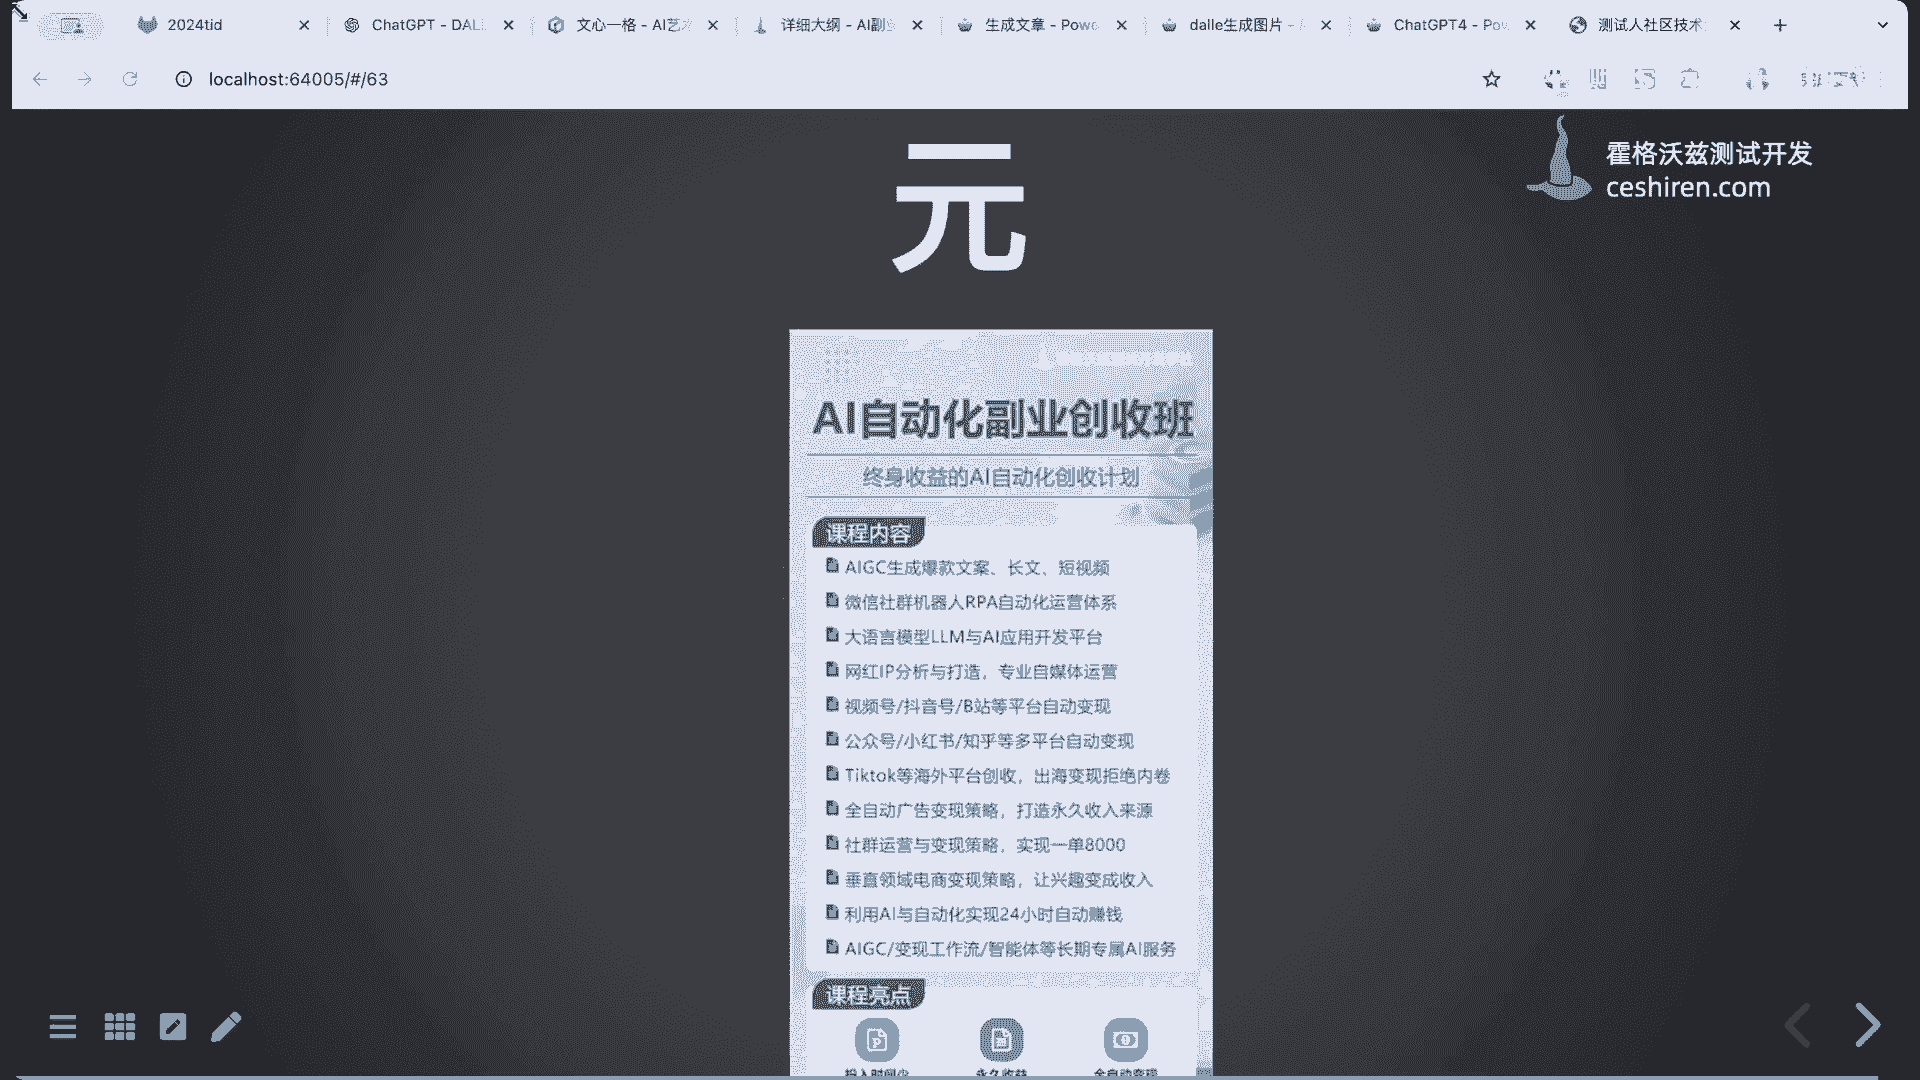 2024tid
ChatGPT - DAL
文心一格 - AI艺
详细大纲 - AI副
生成文章 - Powe
dalle生成图片 -
ChatGPT4 - Po
测试人社区技术
localhost:64005/#/63
霍格沃兹测试开发
ceshiren.com
元
AI自动化副业创收班
终身收益的AI自动化创收计划
课程内容
AIGC生成爆款文案、长文、短视频
微信社群机器人RPA自动化运营体系
大语言模型LLM与AI应用开发平台
网红IP分析与打造，专业自媒体运营
视频号/抖音号/B站等平台自动变现
公众号/小红书/知乎等多平台自动变现
Tiktok等海外平台创收，出海变现拒绝内卷
全自动广告变现策略，打造永久收入来源
社群运营与变现策略，实现一单8000
垂直领域电商变现策略，让兴趣变成收入
利用AI与自动化实现24小时自动赚钱
AIGC/变现工作流/智能体等长期专属AI服务
课程亮点